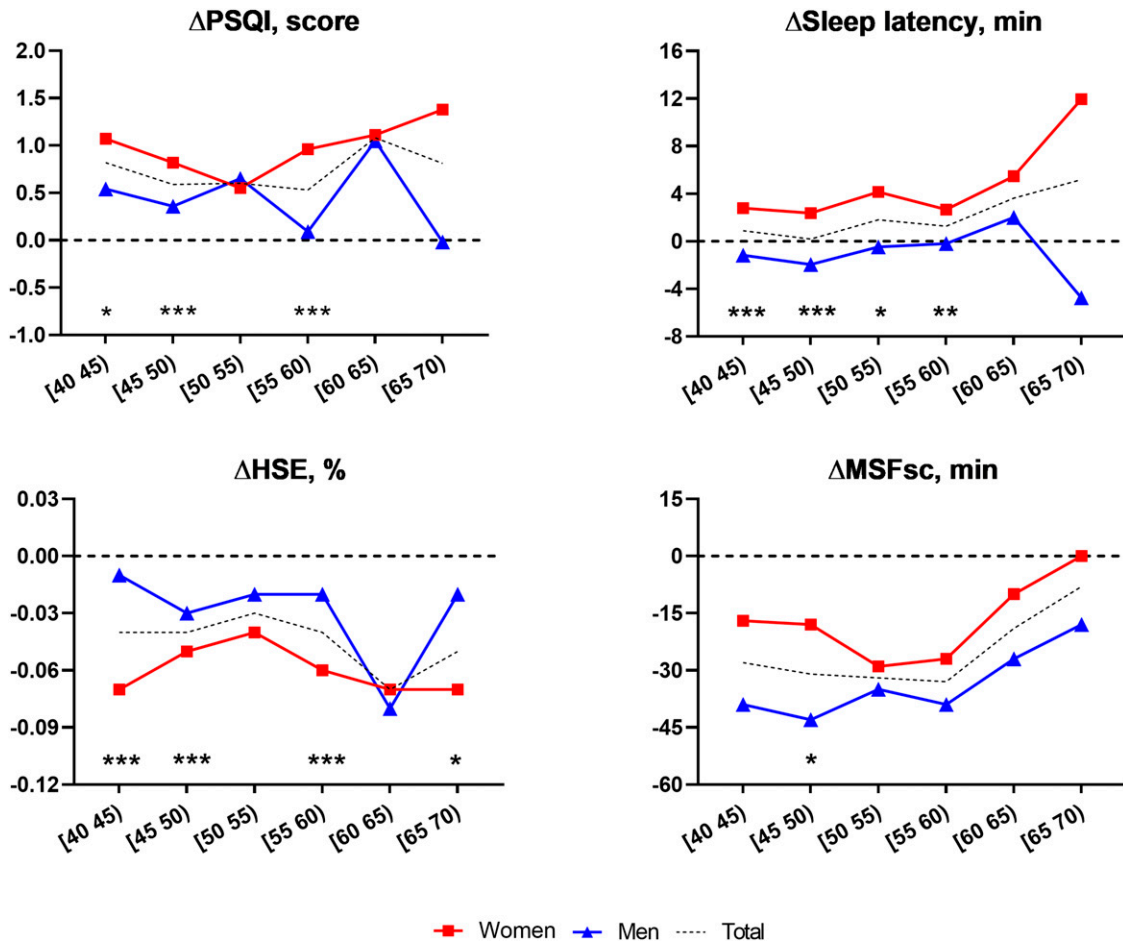 ΔPSQI, score
2.0
1.5
1.0
0.5
0.0
-0.5
-1.0
* *** ***
[40 45) [45 50) [50 55) [55 60) [60 65) [65 70)
ΔSleep latency, min
16
12
8
4
0
-4
-8
*** *** * **
[40 45) [45 50) [50 55) [55 60) [60 65) [65 70)
ΔHSE, %
0.03
0.00
-0.03
-0.06
-0.09
-0.12
*** *** *** *
[40 45) [45 50) [50 55) [55 60) [60 65) [65 70)
ΔMSFsc, min
15
0
-15
-30
-45
-60
*
[40 45) [45 50) [50 55) [55 60) [60 65) [65 70)
Women Men Total